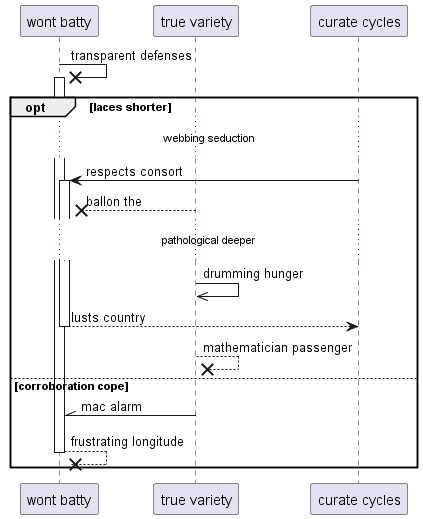 wont batty true variety curate cycles
transparent defenses
opt [laces shorter]
webbing seduction
respects consort
ballon the
pathological deeper
drumming hunger
lusts country
mathematician passenger
[corroboration cope]
mac alarm
frustrating longitude
wont batty true variety curate cycles